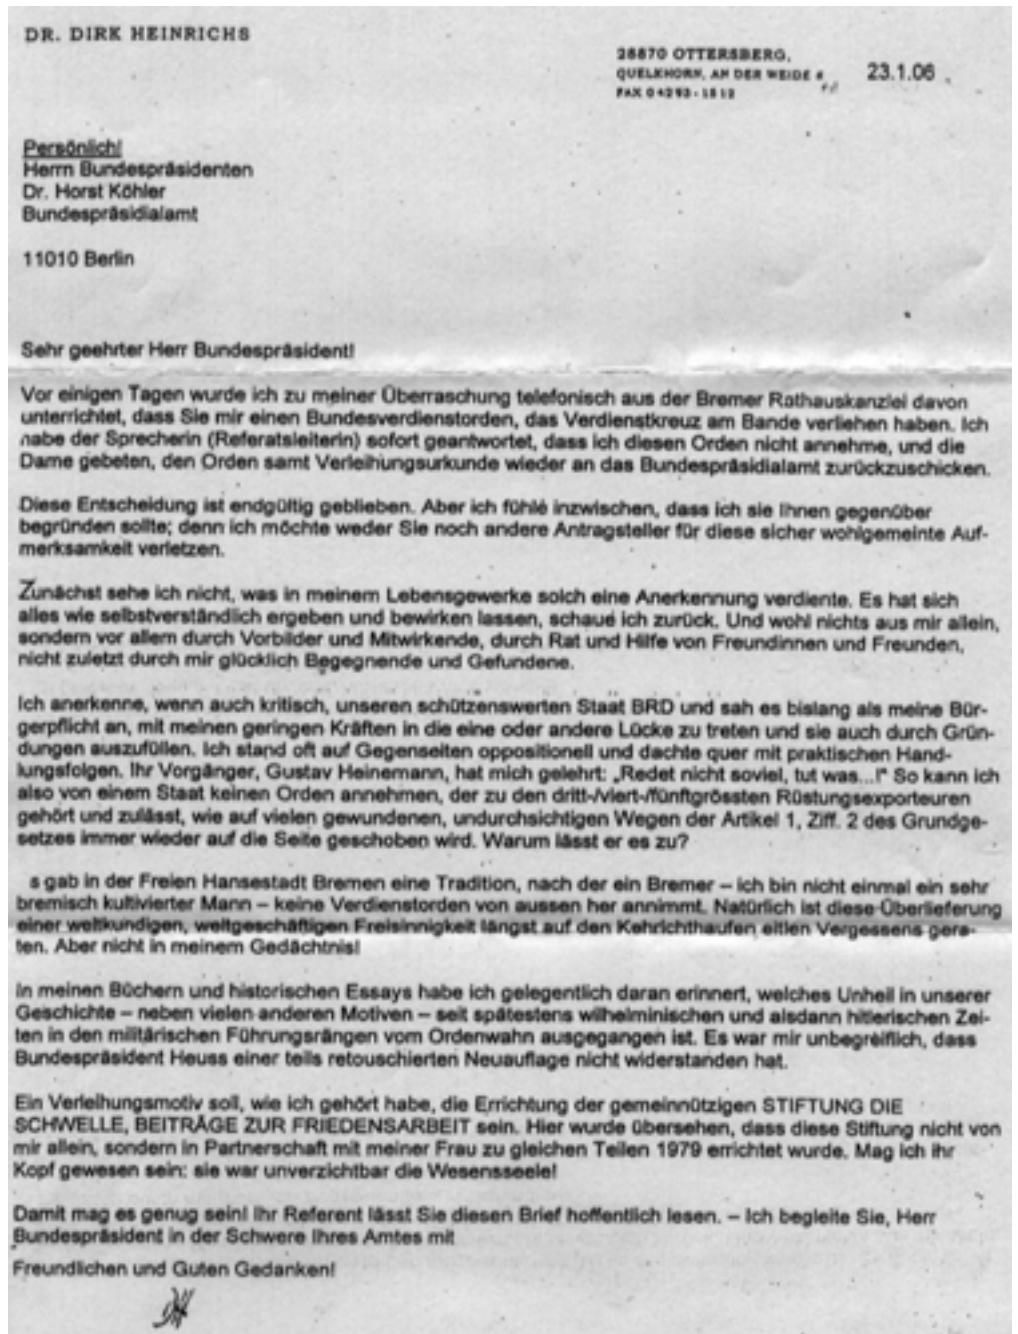 DR. DIRK HEINRICHS
28870 OTTERSBERG,
QUELKHORN, AN DER WEIDE
FAX 04293-1512
23.1.06
Persönlich!
Herrn Bundespräsidenten
Dr. Horst Köhler
Bundespräsidialamt
11010 Berlin
Sehr geehrter Herr Bundespräsident!
Vor einigen Tagen wurde ich zu meiner Überraschung telefonisch aus der Bremer Rathauskanzlei davon
unterrichtet, dass Sie mir einen Bundesverdienstorden, das Verdienstkreuz am Bande verliehen haben. Ich
habe der Sprecherin (Referatsleiterin) sofort geantwortet, dass ich diesen Orden nicht annehme, und die
Dame gebeten, den Orden samt Verleihungsurkunde wieder an das Bundespräsidialamt zurückzuschicken.
Diese Entscheidung ist endgültig geblieben. Aber ich fühle inzwischen, dass ich sie Ihnen gegenüber
begründen sollte; denn ich möchte weder Sie noch andere Antragsteller für diese sicher wohlgemeinte Auf-
merksamkeit verletzen.
Zunächst sehe ich nicht, was in meinem Lebensgewerke solch eine Anerkennung verdiente. Es hat sich
alles wie selbstverständlich ergeben und bewirken lassen, schaue ich zurück. Und wohl nichts aus mir allein,
sondern vor allem durch Vorbilder und Mitwirkende, durch Rat und Hilfe von Freundinnen und Freunden,
nicht zuletzt durch mir glücklich Begegnende und Gefundene.
Ich anerkenne, wenn auch kritisch, unseren schützenswerten Staat BRD und sah es bislang als meine Bür-
gerpflicht an, mit meinen geringen Kräften in die eine oder andere Lücke zu treten und sie auch durch Grün-
dungen auszufüllen. Ich stand oft auf Gegenseiten oppositionell und dachte quer mit praktischen Hand-
lungsfolgen. Ihr Vorgänger, Gustav Heinemann, hat mich gelehrt: „Redet nicht soviel, tut was...!" So kann ich
also von einem Staat keinen Orden annehmen, der zu den dritt-/viert-/fünftgrössten Rüstungsexporteuren
gehört und zulässt, wie auf vielen gewundenen, undurchsichtigen Wegen der Artikel 1, Ziff. 2 des Grundge-
setzes immer wieder auf die Seite geschoben wird. Warum lässt er es zu?
s gab in der Freien Hansestadt Bremen eine Tradition, nach der ein Bremer – ich bin nicht einmal ein sehr
bremisch kultivierter Mann – keine Verdienstorden von aussen her annimmt. Natürlich ist diese Überlieferung
einer weltkundigen, weltgeschäftigen Freisinnigkeit längst auf den Kehrichthaufen eitlen Vergessens gera-
ten. Aber nicht in meinem Gedächtnis!
In meinen Büchern und historischen Essays habe ich gelegentlich daran erinnert, welches Unheil in unserer
Geschichte – neben vielen anderen Motiven – seit spätestens wilhelminischen und alsdann hitlerischen Zei-
ten in den militärischen Führungsrängen vom Ordenwahn ausgegangen ist. Es war mir unbegreiflich, dass
Bundespräsident Heuss einer teils retouschierten Neuauflage nicht widerstanden hat.
Ein Verleihungsmotiv soll, wie ich gehört habe, die Errichtung der gemeinnützigen STIFTUNG DIE
SCHWELLE, BEITRÄGE ZUR FRIEDENSARBEIT sein. Hier wurde übersehen, dass diese Stiftung nicht von
mir allein, sondern in Partnerschaft mit meiner Frau zu gleichen Teilen 1979 errichtet wurde. Mag ich ihr
Kopf gewesen sein: sie war unverzichtbar die Wesensseele!
Damit mag es genug sein! Ihr Referent lässt Sie diesen Brief hoffentlich lesen. – Ich begleite Sie, Herr
Bundespräsident in der Schwere Ihres Amtes mit
Freundlichen und Guten Gedanken!